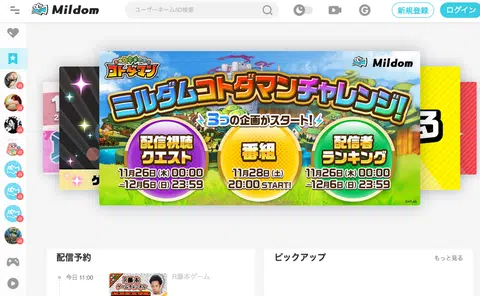 Mildom
ユーザーネーム/ID検索
新規登録
ログイン
コトダマン
Mildom
ミルダムコトダマンチャレンジ!
3つの企画がスタート!
配信視聴
クエスト
11月26日(木)00:00
―12月6日(日)23:59
番組
11月28日(土)
20:00 START!
配信者
ランキング
11月26日(木)00:00
―12月6日(日)23:59
配信予約
今日 11:00
R藤本ゲーム
ピックアップ
もっと見る